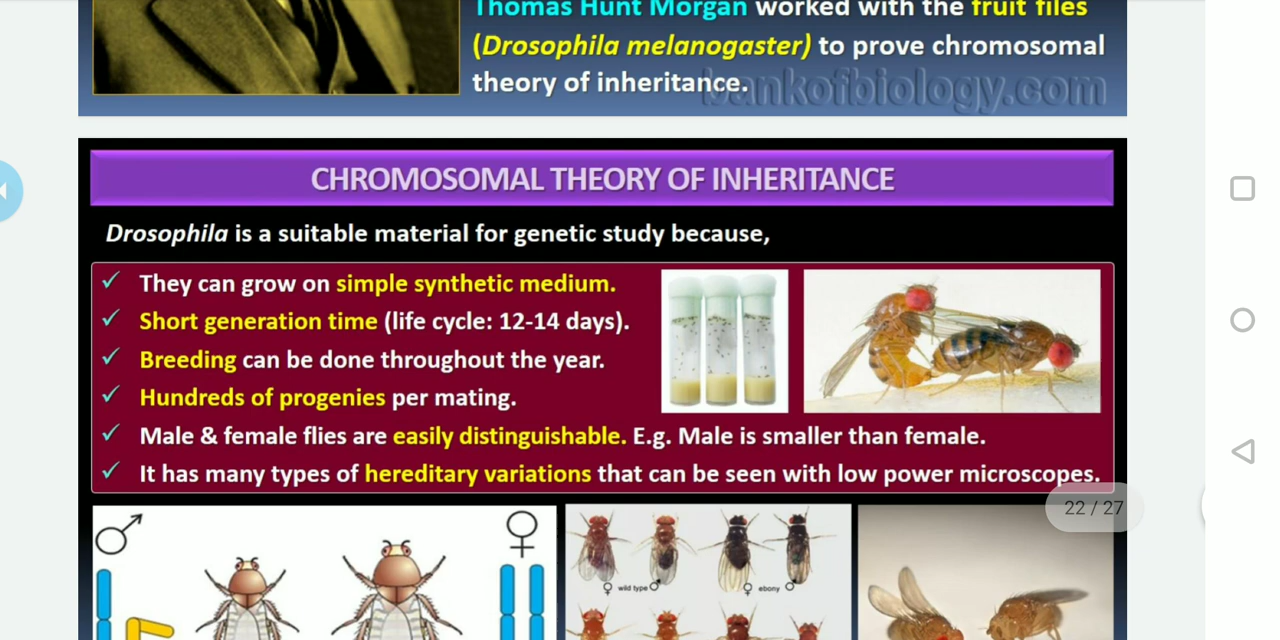 Thomas Hunt Morgan worked with the fruit files
(Drosophila melanogaster) to prove chromosomal
theory of inheritance.
bankofbiology.com
CHROMOSOMAL THEORY OF INHERITANCE
Drosophila is a suitable material for genetic study because,
✓ They can grow on simple synthetic medium.
✓ Short generation time (life cycle: 12-14 days).
✓ Breeding can be done throughout the year.
✓ Hundreds of progenies per mating.
✓ Male & female flies are easily distinguishable. E.g. Male is smaller than female.
✓ It has many types of hereditary variations that can be seen with low power microscopes.
22 / 27
♂ ♀
♀ wild type ♂ ♀ ebony ♂